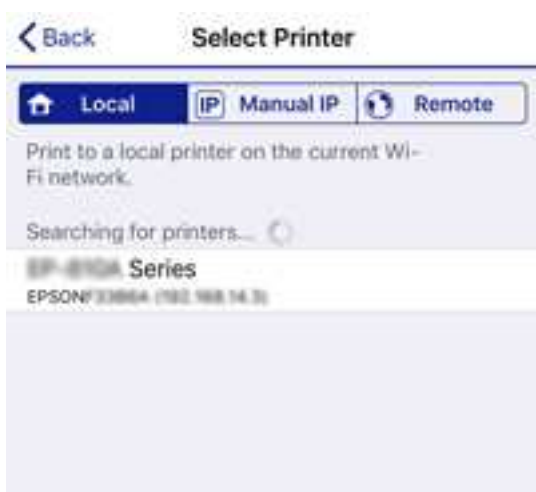 Back
Select Printer
Local
IP Manual IP
Remote
Print to a local printer on the current Wi-
Fi network.
Searching for printers...
Series
EPSON